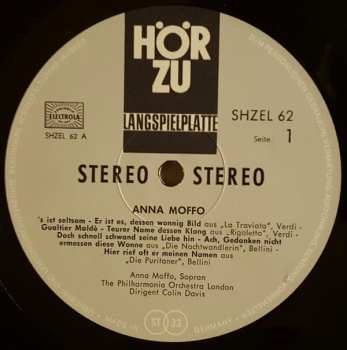 HÖR
ZU
LANGSPIELPLATTE
ELECTROLA
SHZEL 62 A
SHZEL 62
Seite: 1
STEREO STEREO
ANNA MOFFO
's ist seltsam - Er ist es, dessen wonnig Bild aus „La Traviata", Verdi -
Gualtier Maldè - Teurer Name dessen Klang aus „Rigoletto", Verdi
Doch schnell schwand seine Liebe hin - Ach, Gedanken nicht
ermessen diese Wonne aus „Die Nachtwandlerin", Bellini -
Hier rief oft er meinen Namen aus
„Die Puritaner", Bellini
Anna Moffo, Sopran
The Philharmonia Orchestra London
Dirigent Colin Davis
ST 33